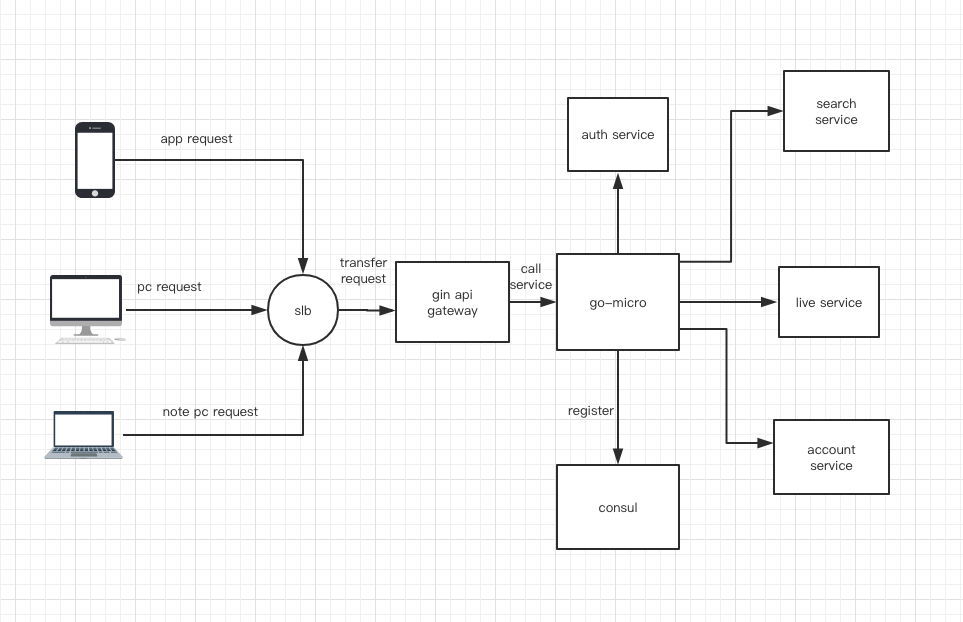 app request
pc request
note pc request
slb
transfer
request
gin api
gateway
call
service
go-micro
auth service
search
service
live service
account
service
register
consul